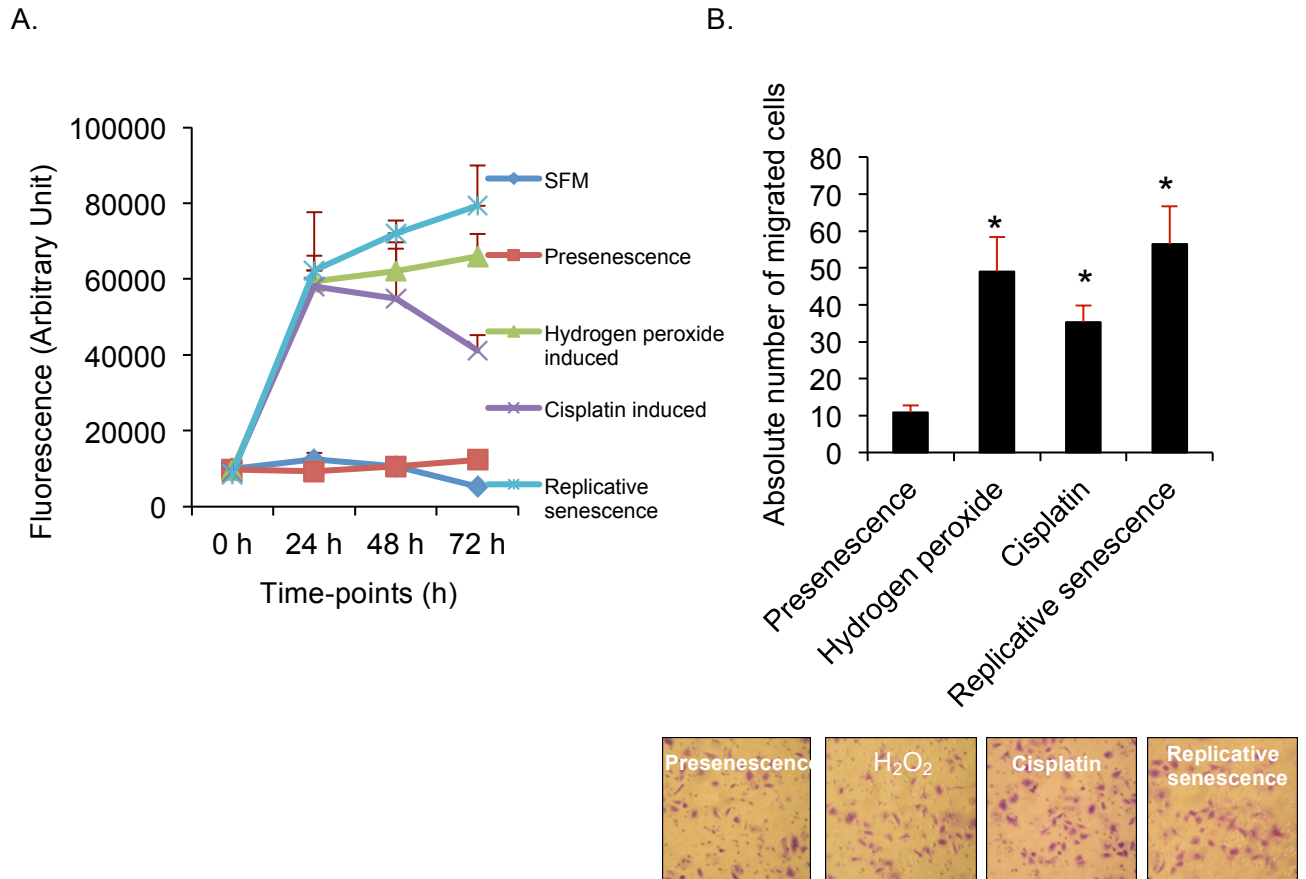 A.
B.
Fluorescence (Arbitrary Unit)
100000
80000
60000
40000
20000
0
0 h 24 h 48 h 72 h
Time-points (h)
SFM
Presenescence
Hydrogen peroxide
induced
Cisplatin induced
Replicative
senescence
Absolute number of migrated cells
80
70
60
50
40
30
20
10
0
*
*
*
Presenescence
Hydrogen peroxide
Cisplatin
Replicative senescence
Presenescence
H₂O₂
Cisplatin
Replicative
senescence